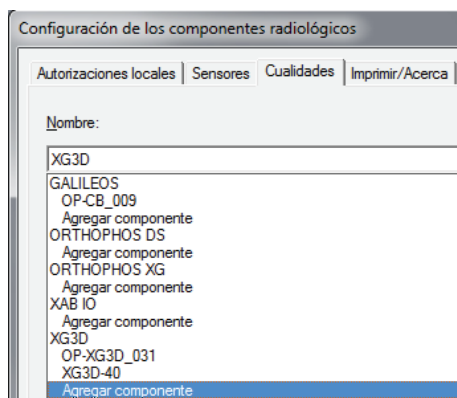 Configuración de los componentes radiológicos
Autorizaciones locales Sensores Cualidades Imprimir/Acerca
Nombre:
XG3D
GALILEOS
OP-CB_009
Agregar componente
ORTHOPHOS DS
Agregar componente
ORTHOPHOS XG
Agregar componente
XAB IO
Agregar componente
XG3D
OP-XG3D_031
XG3D-40
Agregar componente